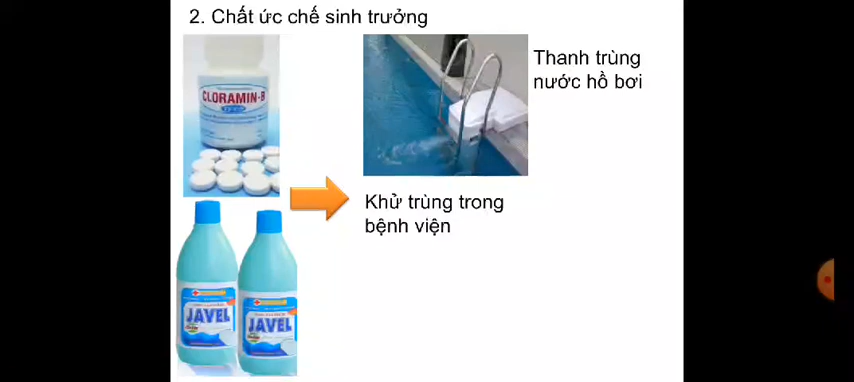 2. Chất ức chế sinh trưởng
CLORAMIN-B
Thanh trùng
nước hồ bơi
Khử trùng trong
bệnh viện
JAVEL
JAVEL